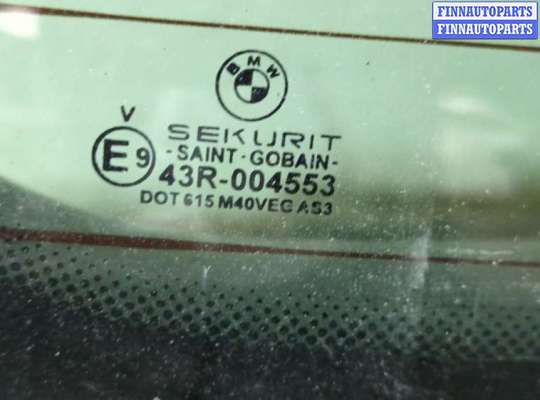 FINNAUTOPARTS
FINNAUTOPARTS
BMW
V
SEKURIT
E9
-SAINT-GOBAIN-
43R-004553
DOT 615 M40VEG AS3